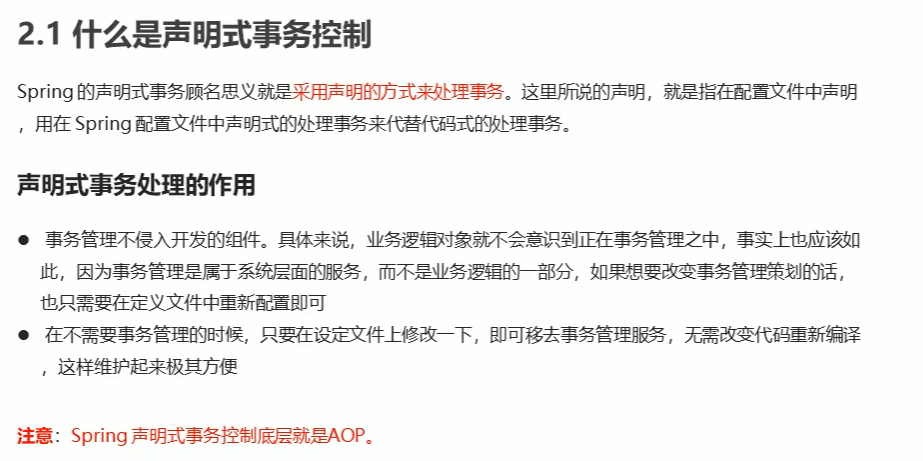 2.1 什么是声明式事务控制
Spring 的声明式事务顾名思义就是采用声明的方式来处理事务。这里所说的声明，就是指在配置文件中声明
，用在 Spring 配置文件中声明式的处理事务来代替代码式的处理事务。
声明式事务处理的作用
● 事务管理不侵入开发的组件。具体来说，业务逻辑对象就不会意识到正在事务管理之中，事实上也应该如
此，因为事务管理是属于系统层面的服务，而不是业务逻辑的一部分，如果想要改变事务管理策划的话，
也只需要在定义文件中重新配置即可
● 在不需要事务管理的时候，只要在设定文件上修改一下，即可移去事务管理服务，无需改变代码重新编译
，这样维护起来极其方便
注意：Spring 声明式事务控制底层就是AOP。